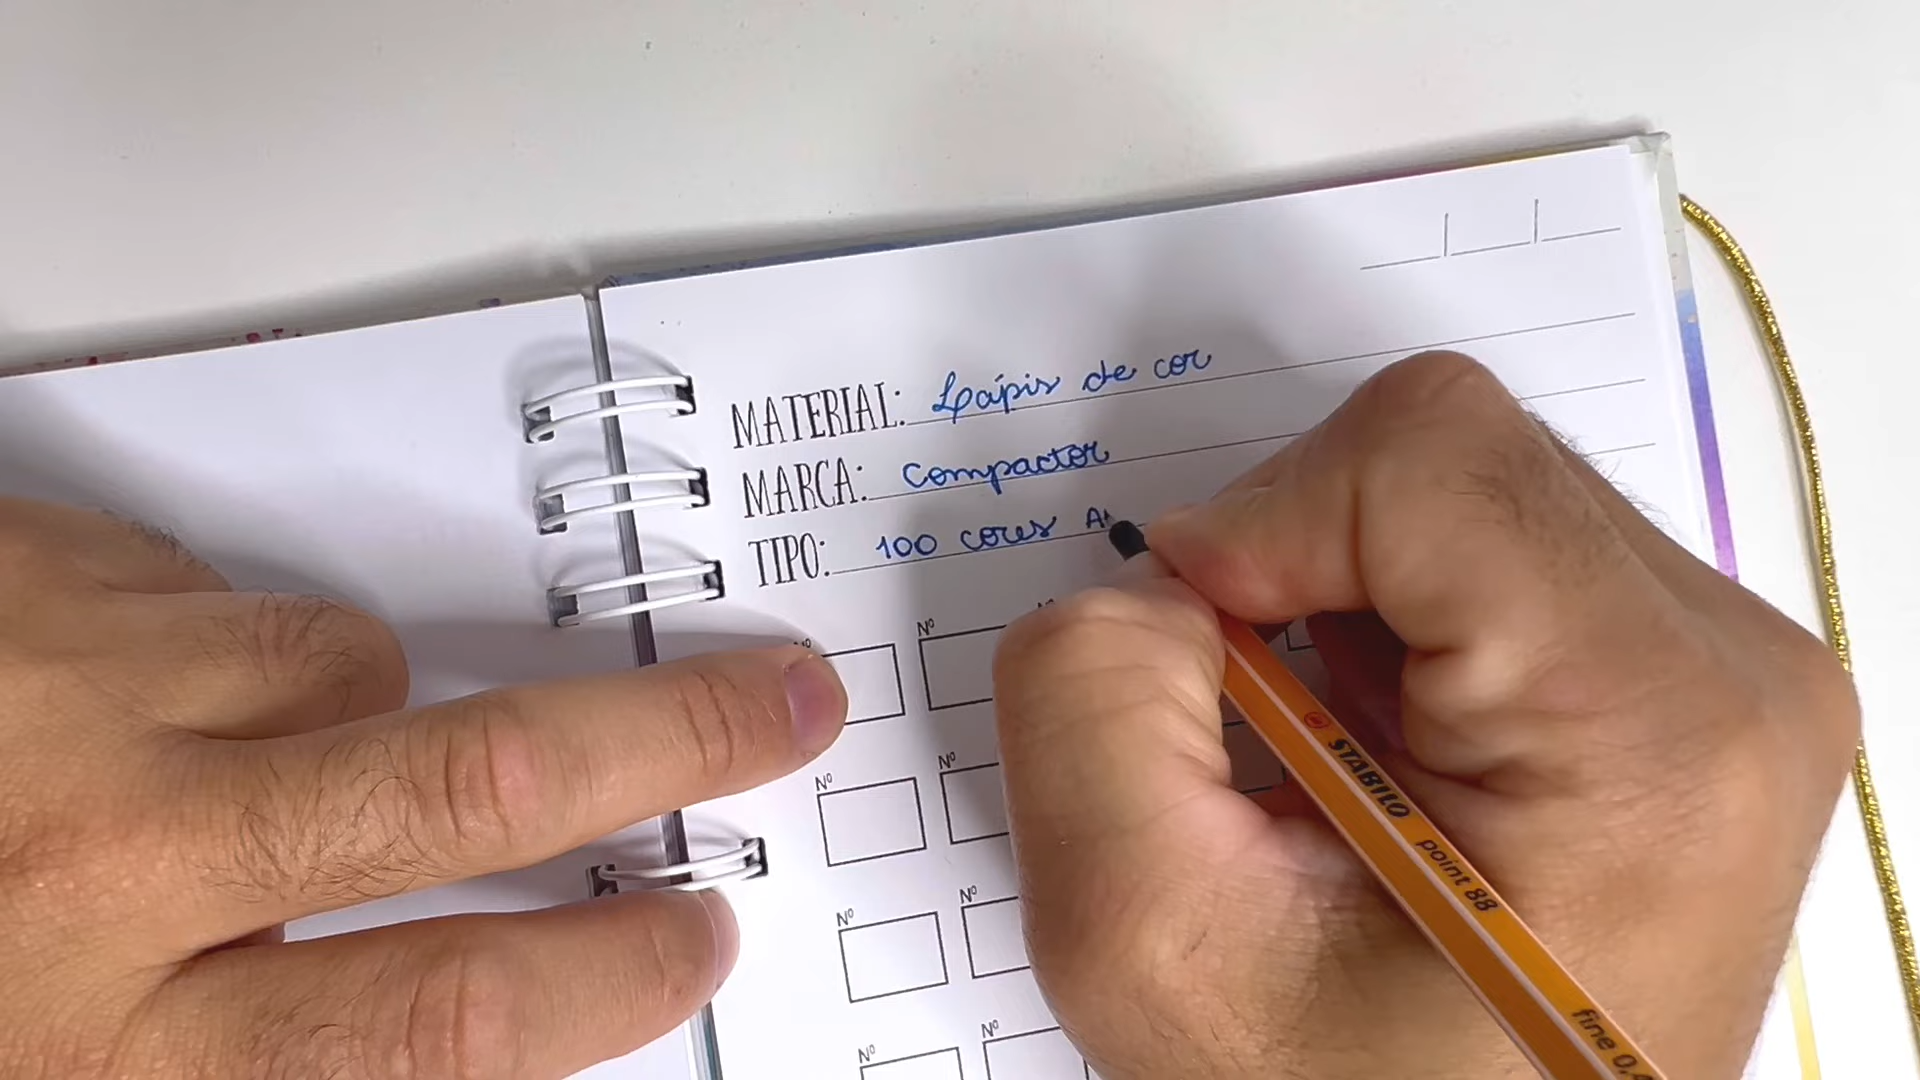 MATERIAL: Lápis de cor
MARCA: Compactor
TIPO: 100 cores
Nº
Nº
Nº
Nº
Nº
Nº
Nº
STABILO point 88 fine 0,4